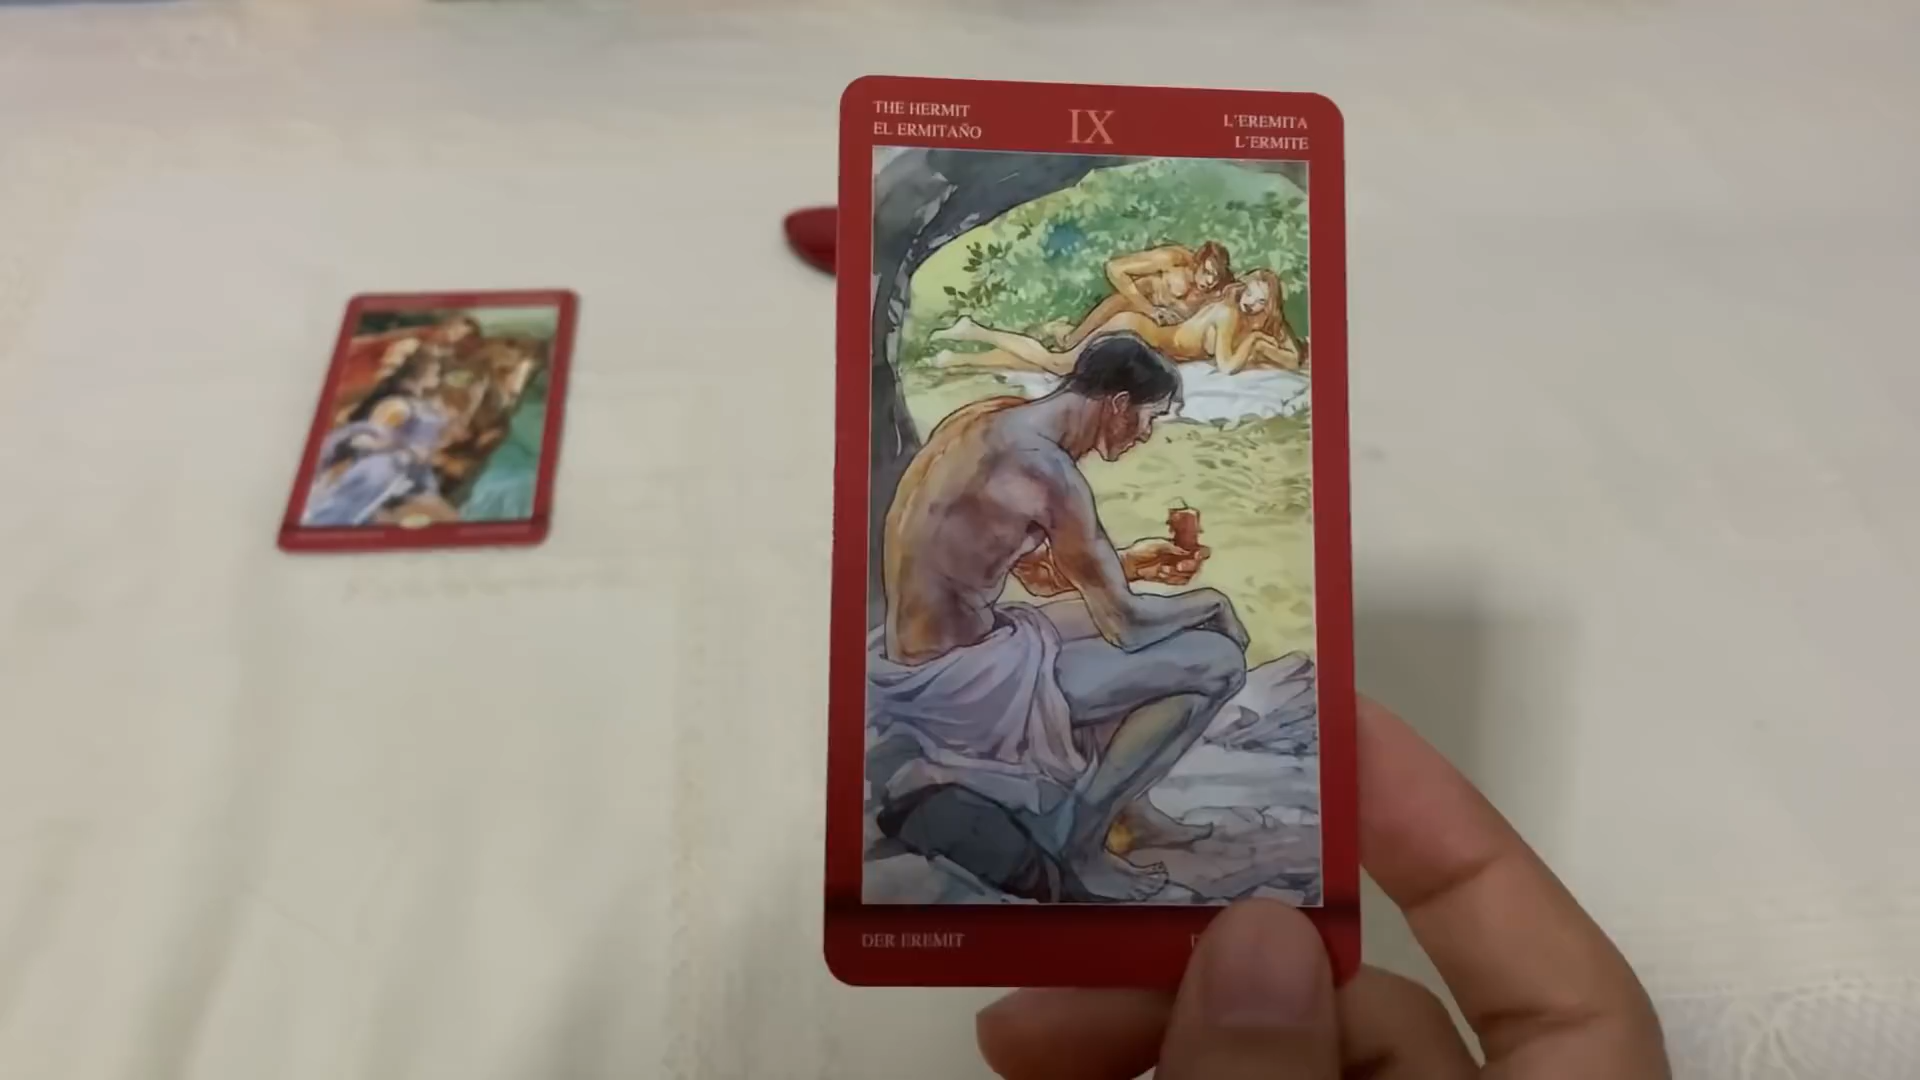 THE HERMIT
EL ERMITAÑO
IX
L'EREMITA
L'ERMITE
DER EREMIT